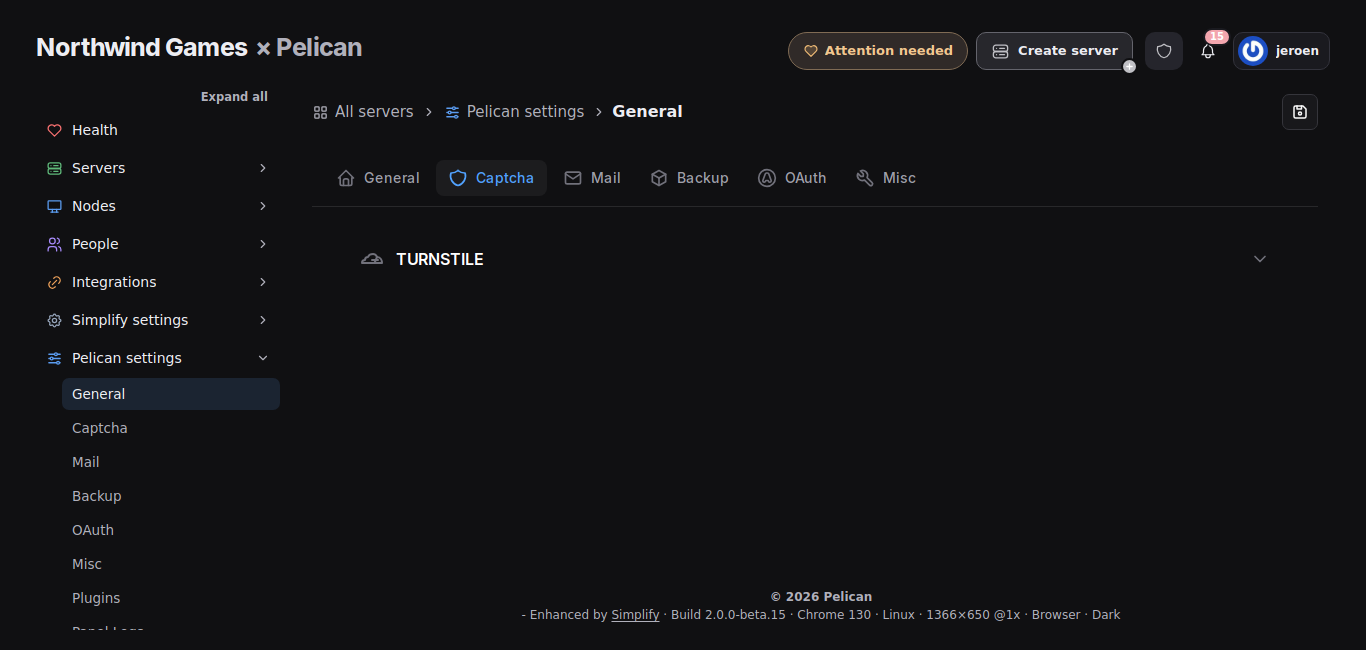 Northwind Games × Pelican
Attention needed
Create server
15
jeroen
Expand all
Health
Servers
Nodes
People
Integrations
Simplify settings
Pelican settings
General
Captcha
Mail
Backup
OAuth
Misc
Plugins
Panel Logs
All servers > Pelican settings > General
General Captcha Mail Backup OAuth Misc
TURNSTILE
© 2026 Pelican
- Enhanced by Simplify · Build 2.0.0-beta.15 · Chrome 130 · Linux · 1366×650 @1x · Browser · Dark